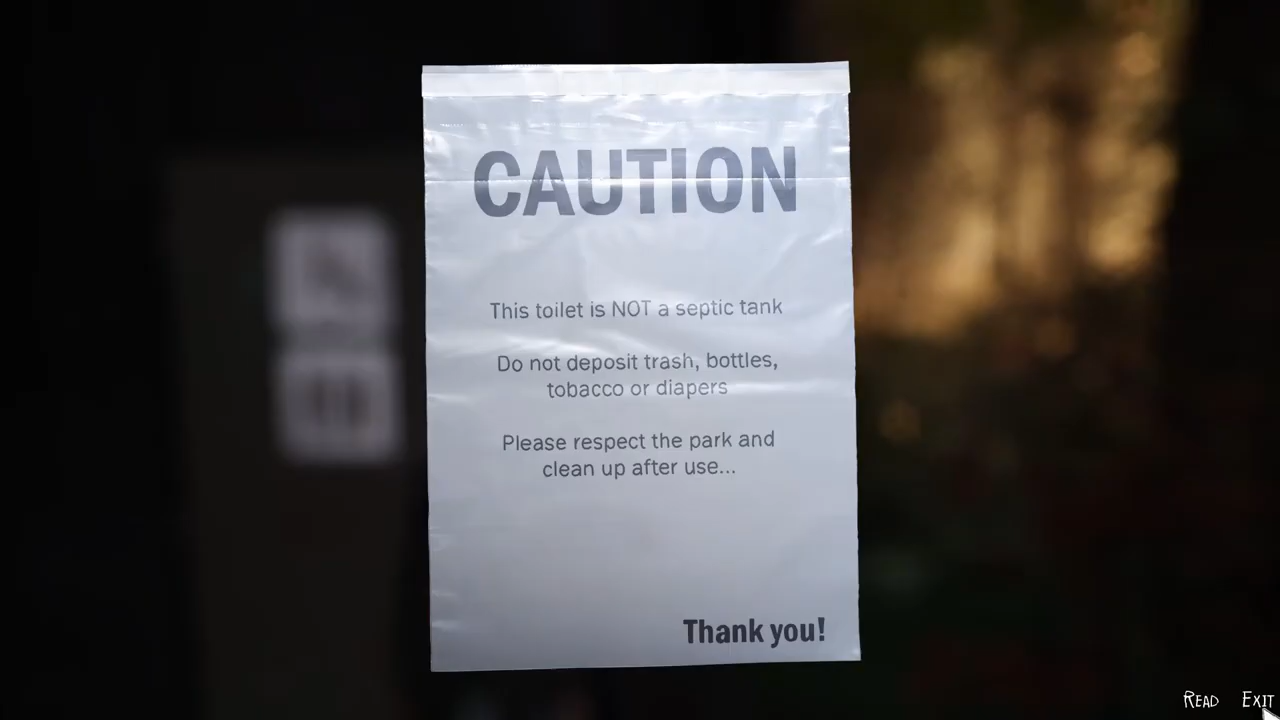 CAUTION
This toilet is NOT a septic tank
Do not deposit trash, bottles,
tobacco or diapers
Please respect the park and
clean up after use...
Thank you!
READ EXIT